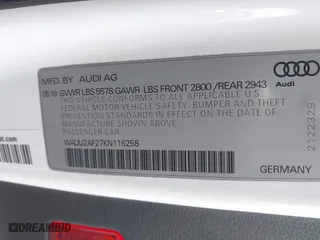 MFD BY AUDI AG
05.19 GVWR LBS 5578 GAWR LBS FRONT 2800 /REAR 2943
THIS VEHICLE CONFORMS TO ALL APPLICABLE
FEDERAL MOTOR VEHICLE SAFETY, BUMPER AND THEFT
PREVENTION STANDARDS IN EFFECT ON THE DATE OF
MANUFACTURE SHOWN ABOVE
PASSENGER CAR
WAUU2AF27KN116258
GERMANY
Audi
2122329
DREAMBID